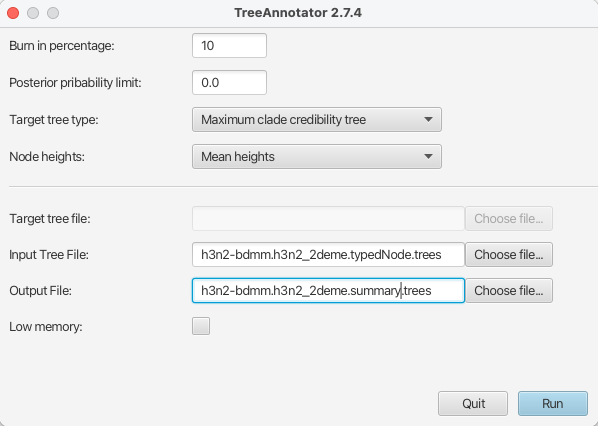 TreeAnnotator 2.7.4
Burn in percentage: 10
Posterior pribability limit: 0.0
Target tree type: Maximum clade credibility tree
Node heights: Mean heights
Target tree file: Choose file...
Input Tree File: h3n2-bdmm.h3n2_2deme.typedNode.trees Choose file...
Output File: h3n2-bdmm.h3n2_2deme.summary.trees Choose file...
Low memory:
Quit Run